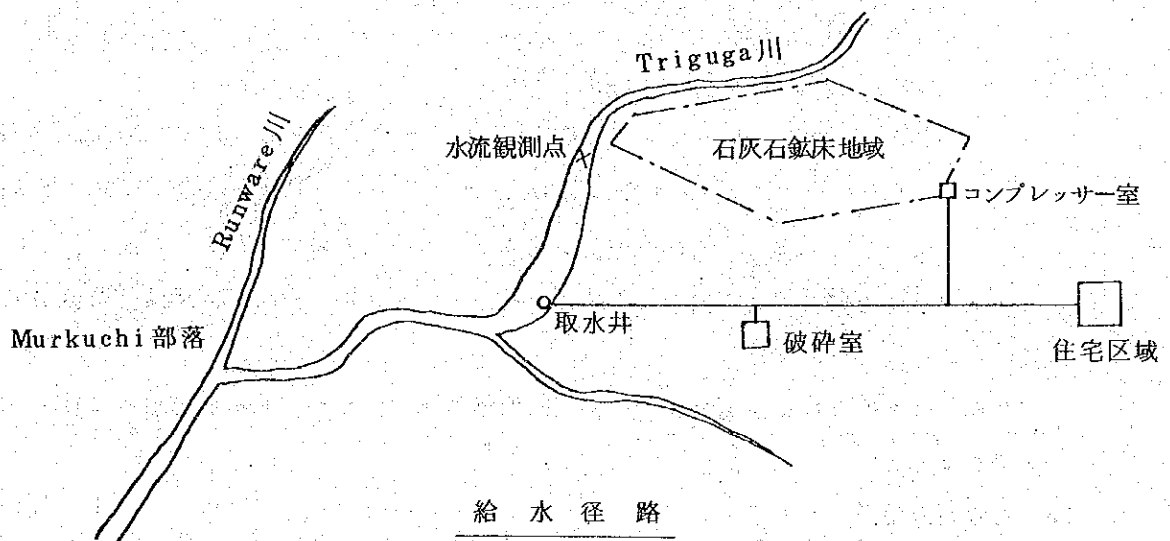 Triguga川
水流観測点
石灰石鉱床地域
Runware川
コンプレッサー室
取水井
Murkuchi部落
破砕室
住宅区域
給水径路